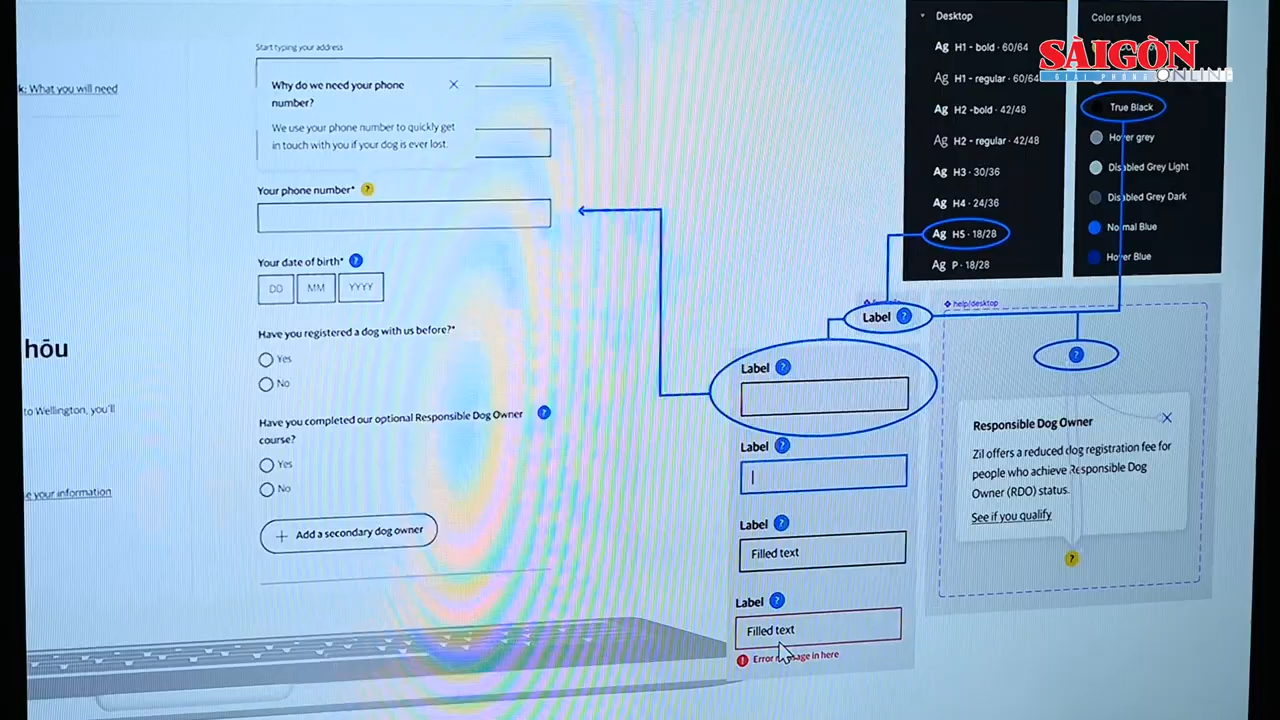 Start typing your address
Why do we need your phone
number?
We use your phone number to quickly get
in touch with you if your dog is ever lost.
k: What you will need
Your phone number* ?
Your date of birth* ?
DD MM YYYY
Have you registered a dog with us before?*
Yes
No
hōu
to Wellington, you'll
Have you completed our optional Responsible Dog Owner ?
course?
Yes
No
e your information
+ Add a secondary dog owner
Desktop
Ag H1 - bold · 60/64
Ag H1 - regular · 60/64
Ag H2 -bold · 42/48
Ag H2 - regular · 42/48
Ag H3 · 30/36
Ag H4 · 24/36
Ag H5 · 18/28
Ag P · 18/28
Color styles
SÀIGÒN
GIẢI PHÓNG ONLINE
True Black
Hover grey
Disabled Grey Light
Disabled Grey Dark
Normal Blue
Hover Blue
Label ?
help/desktop
?
Label ?
Label ?
Label ?
Filled text
Label ?
Filled text
Responsible Dog Owner
Zil offers a reduced dog registration fee for
people who achieve Responsible Dog
Owner (RDO) status.
See if you qualify
?
! Error message in here